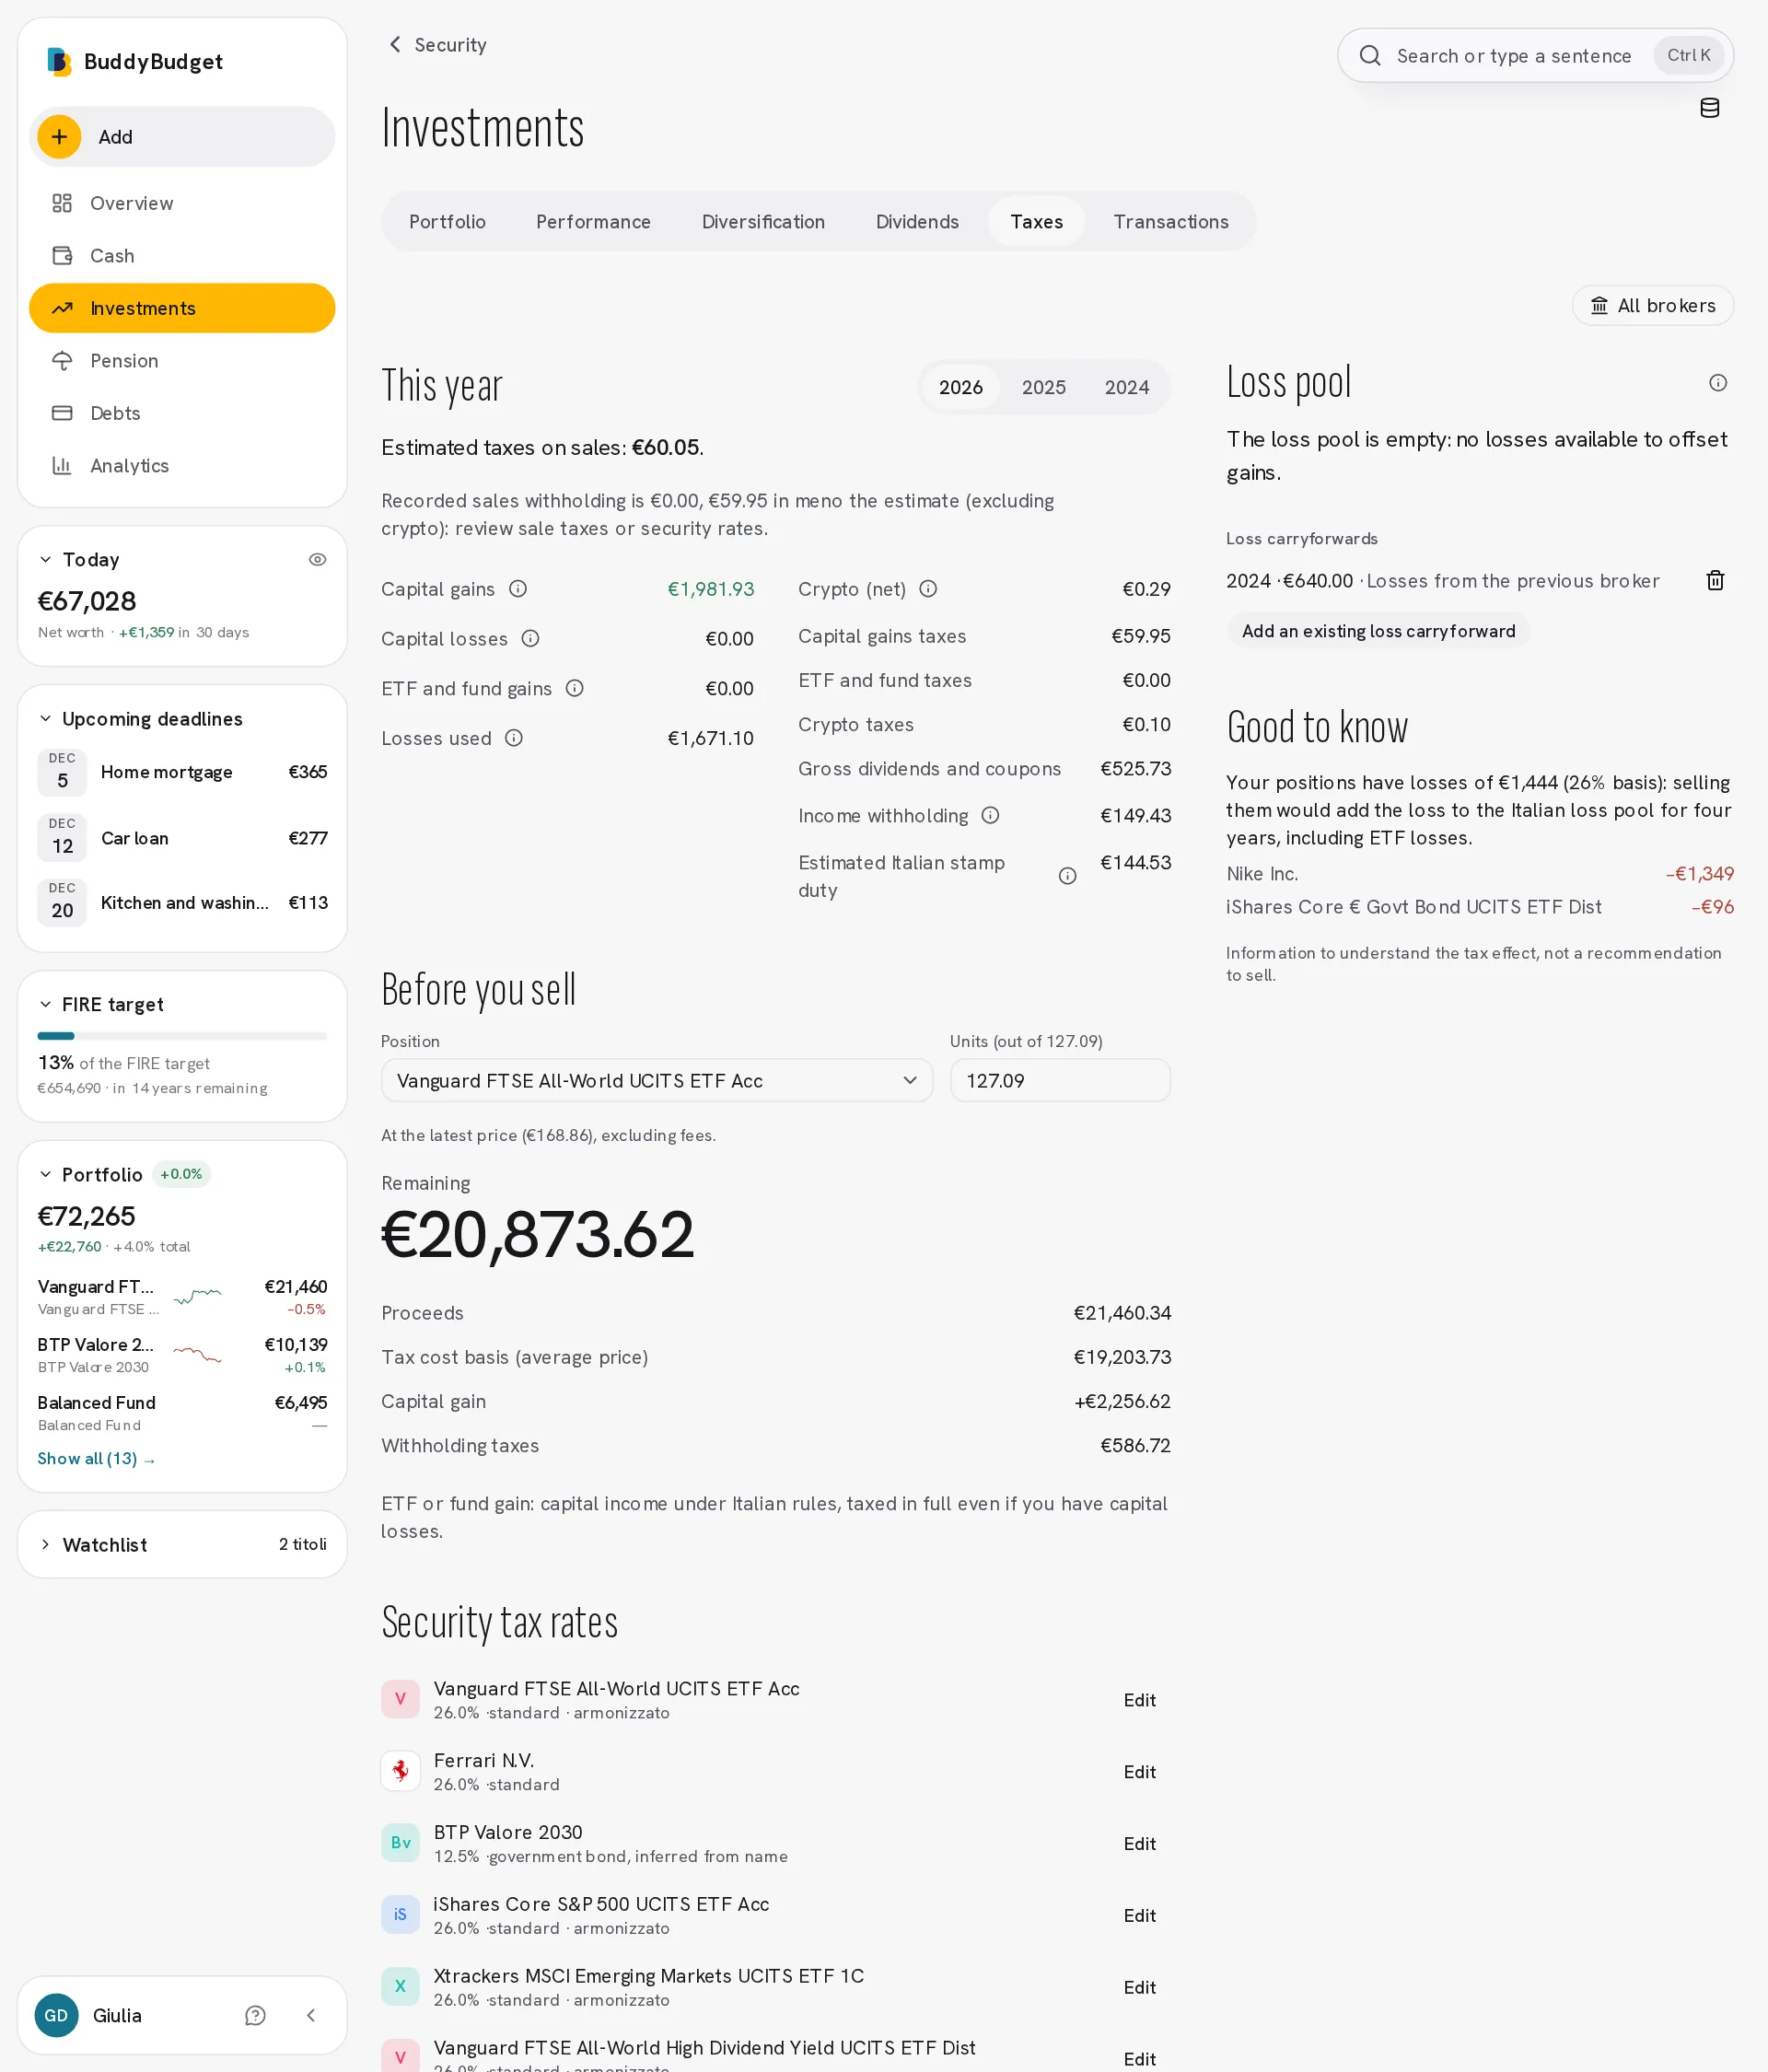 BuddyBudget
Add
Overview
Cash
Investments
Pension
Debts
Analytics
Today
€67,028
Net worth · +€1,359 in 30 days
Upcoming deadlines
DEC
5
Home mortgage
€365
DEC
12
Car loan
€277
DEC
20
Kitchen and washin...
€113
FIRE target
13% of the FIRE target
€654,690 · in 14 years remaining
Portfolio
+0.0%
€72,265
+€22,760 · +4.0% total
Vanguard FT...
€21,460
Vanguard FTSE ...
-0.5%
BTP Valore 2...
€10,139
BTP Valore 2030
+0.1%
Balanced Fund
€6,495
Balanced Fund
—
Show all (13) →
Watchlist
2 titoli
GD
Giulia
Security
Search or type a sentence
Ctrl K
Investments
Portfolio
Performance
Diversification
Dividends
Taxes
Transactions
All brokers
This year
2026
2025
2024
Estimated taxes on sales: €60.05.
Recorded sales withholding is €0.00, €59.95 in meno the estimate (excluding
crypto): review sale taxes or security rates.
Capital gains
€1,981.93
Capital losses
€0.00
ETF and fund gains
€0.00
Losses used
€1,671.10
Crypto (net)
€0.29
Capital gains taxes
€59.95
ETF and fund taxes
€0.00
Crypto taxes
€0.10
Gross dividends and coupons
€525.73
Income withholding
€149.43
Estimated Italian stamp
duty
€144.53
Loss pool
The loss pool is empty: no losses available to offset
gains.
Loss carryforwards
2024 · €640.00 · Losses from the previous broker
Add an existing loss carryforward
Good to know
Your positions have losses of €1,444 (26% basis): selling
them would add the loss to the Italian loss pool for four
years, including ETF losses.
Nike Inc.
-€1,349
iShares Core € Govt Bond UCITS ETF Dist
-€96
Information to understand the tax effect, not a recommendation
to sell.
Before you sell
Position
Units (out of 127.09)
Vanguard FTSE All-World UCITS ETF Acc
127.09
At the latest price (€168.86), excluding fees.
Remaining
€20,873.62
Proceeds
€21,460.34
Tax cost basis (average price)
€19,203.73
Capital gain
+€2,256.62
Withholding taxes
€586.72
ETF or fund gain: capital income under Italian rules, taxed in full even if you have capital
losses.
Security tax rates
V
Vanguard FTSE All-World UCITS ETF Acc
26.0% · standard · armonizzato
Edit
Ferrari N.V.
26.0% · standard
Edit
Bv
BTP Valore 2030
12.5% · government bond, inferred from name
Edit
iS
iShares Core S&P 500 UCITS ETF Acc
26.0% · standard · armonizzato
Edit
X
Xtrackers MSCI Emerging Markets UCITS ETF 1C
26.0% · standard · armonizzato
Edit
V
Vanguard FTSE All-World High Dividend Yield UCITS ETF Dist
26.0% · standard · armonizzato
Edit